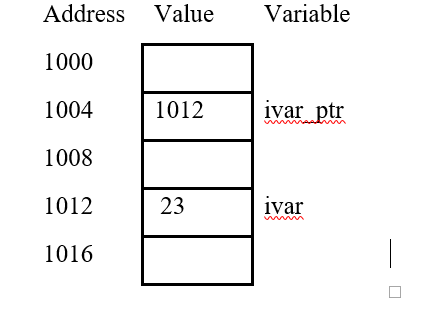 Address Value Variable
1000
1004 1012 ivar_ptr
1008
1012 23 ivar
1016